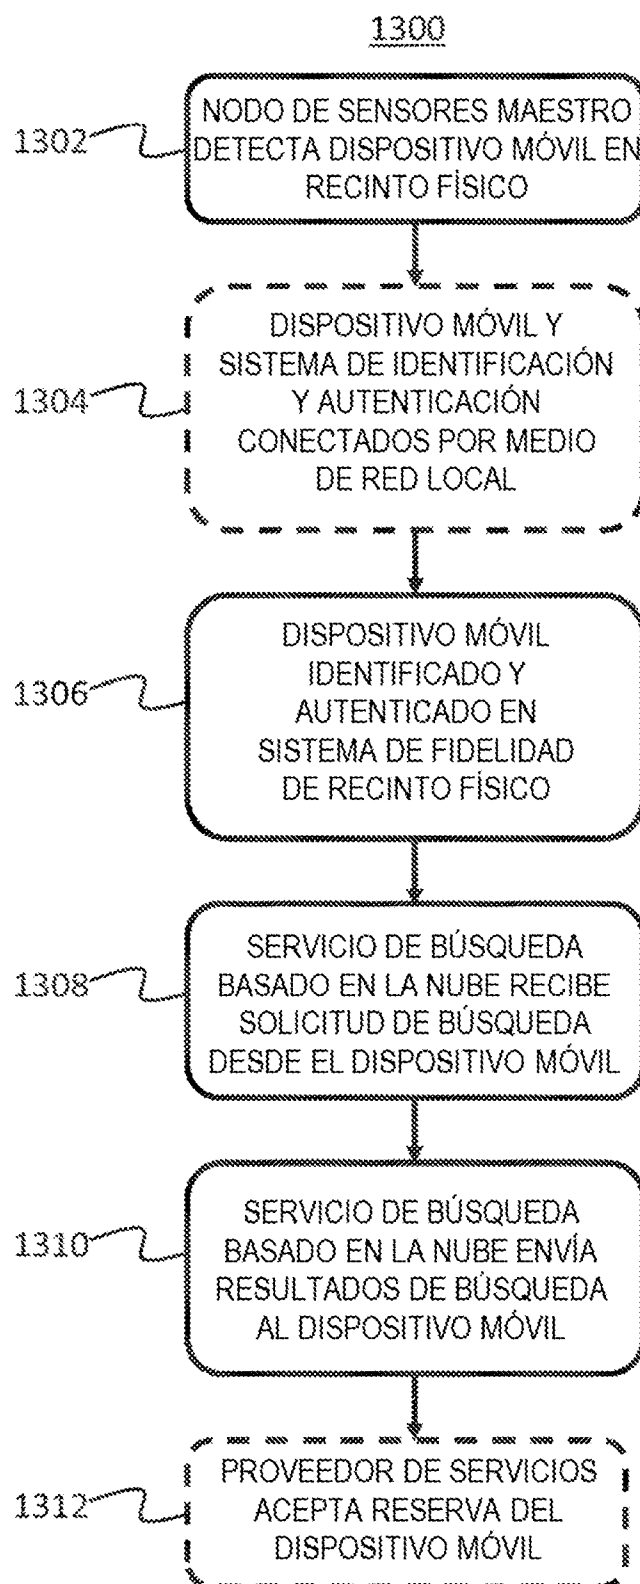 1300
1302
NODO DE SENSORES MAESTRO
DETECTA DISPOSITIVO MÓVIL EN
RECINTO FÍSICO
1304
DISPOSITIVO MÓVIL Y
SISTEMA DE IDENTIFICACIÓN
Y AUTENTICACIÓN
CONECTADOS POR MEDIO
DE RED LOCAL
1306
DISPOSITIVO MÓVIL
IDENTIFICADO Y
AUTENTICADO EN
SISTEMA DE FIDELIDAD
DE RECINTO FÍSICO
1308
SERVICIO DE BÚSQUEDA
BASADO EN LA NUBE RECIBE
SOLICITUD DE BÚSQUEDA
DESDE EL DISPOSITIVO MÓVIL
1310
SERVICIO DE BÚSQUEDA
BASADO EN LA NUBE ENVÍA
RESULTADOS DE BÚSQUEDA
AL DISPOSITIVO MÓVIL
1312
PROVEEDOR DE SERVICIOS
ACEPTA RESERVA DEL
DISPOSITIVO MÓVIL